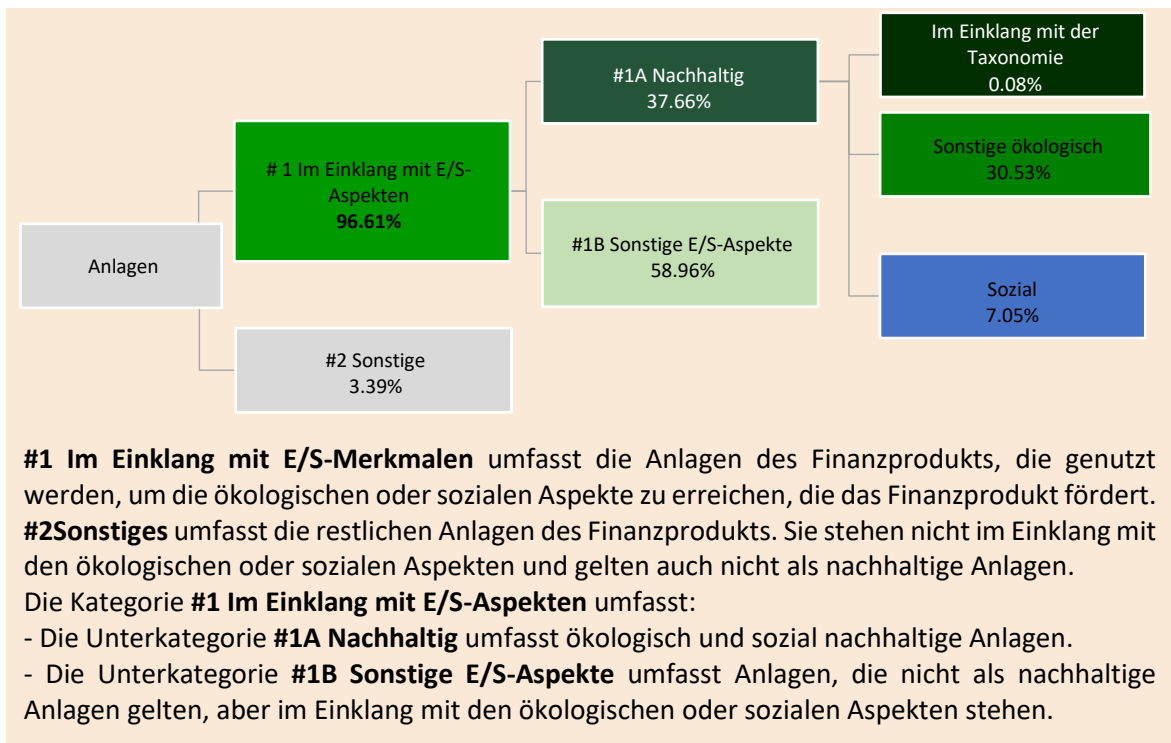 Anlagen
# 1 Im Einklang mit E/S-
Aspekten
96.61%
#2 Sonstige
3.39%
#1A Nachhaltig
37.66%
#1B Sonstige E/S-Aspekte
58.96%
Im Einklang mit der
Taxonomie
0.08%
Sonstige ökologisch
30.53%
Sozial
7.05%
#1 Im Einklang mit E/S-Merkmalen umfasst die Anlagen des Finanzprodukts, die genutzt
werden, um die ökologischen oder sozialen Aspekte zu erreichen, die das Finanzprodukt fördert.
#2Sonstiges umfasst die restlichen Anlagen des Finanzprodukts. Sie stehen nicht im Einklang mit
den ökologischen oder sozialen Aspekten und gelten auch nicht als nachhaltige Anlagen.
Die Kategorie #1 Im Einklang mit E/S-Aspekten umfasst:
- Die Unterkategorie #1A Nachhaltig umfasst ökologisch und sozial nachhaltige Anlagen.
- Die Unterkategorie #1B Sonstige E/S-Aspekte umfasst Anlagen, die nicht als nachhaltige
Anlagen gelten, aber im Einklang mit den ökologischen oder sozialen Aspekten stehen.